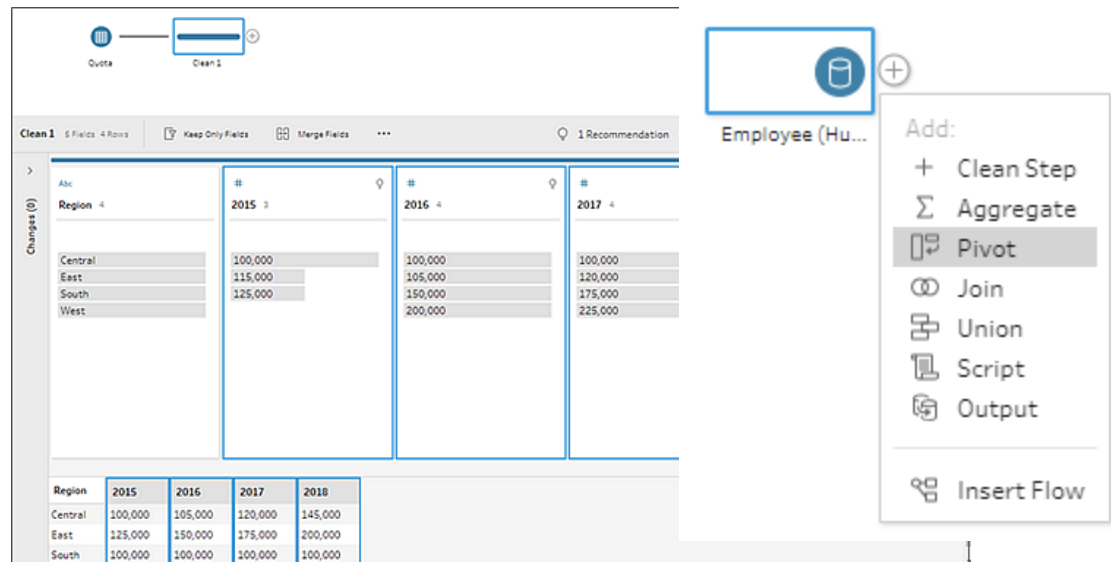 Quota
Clean 1
Clean 1 5 Fields 4 Rows Keep Only Fields Merge Fields ••• 1 Recommendation
Changes (0)
Abc
Region 4
Central
East
South
West
#
2015 3
100,000
115,000
125,000
#
2016 4
100,000
105,000
150,000
200,000
#
2017 4
100,000
120,000
175,000
225,000
Region 2015 2016 2017 2018
Central 100,000 105,000 120,000 145,000
East 125,000 150,000 175,000 200,000
South 100,000 100,000 100,000 100,000
Employee (Hu...
Add:
Clean Step
Aggregate
Pivot
Join
Union
Script
Output
Insert Flow